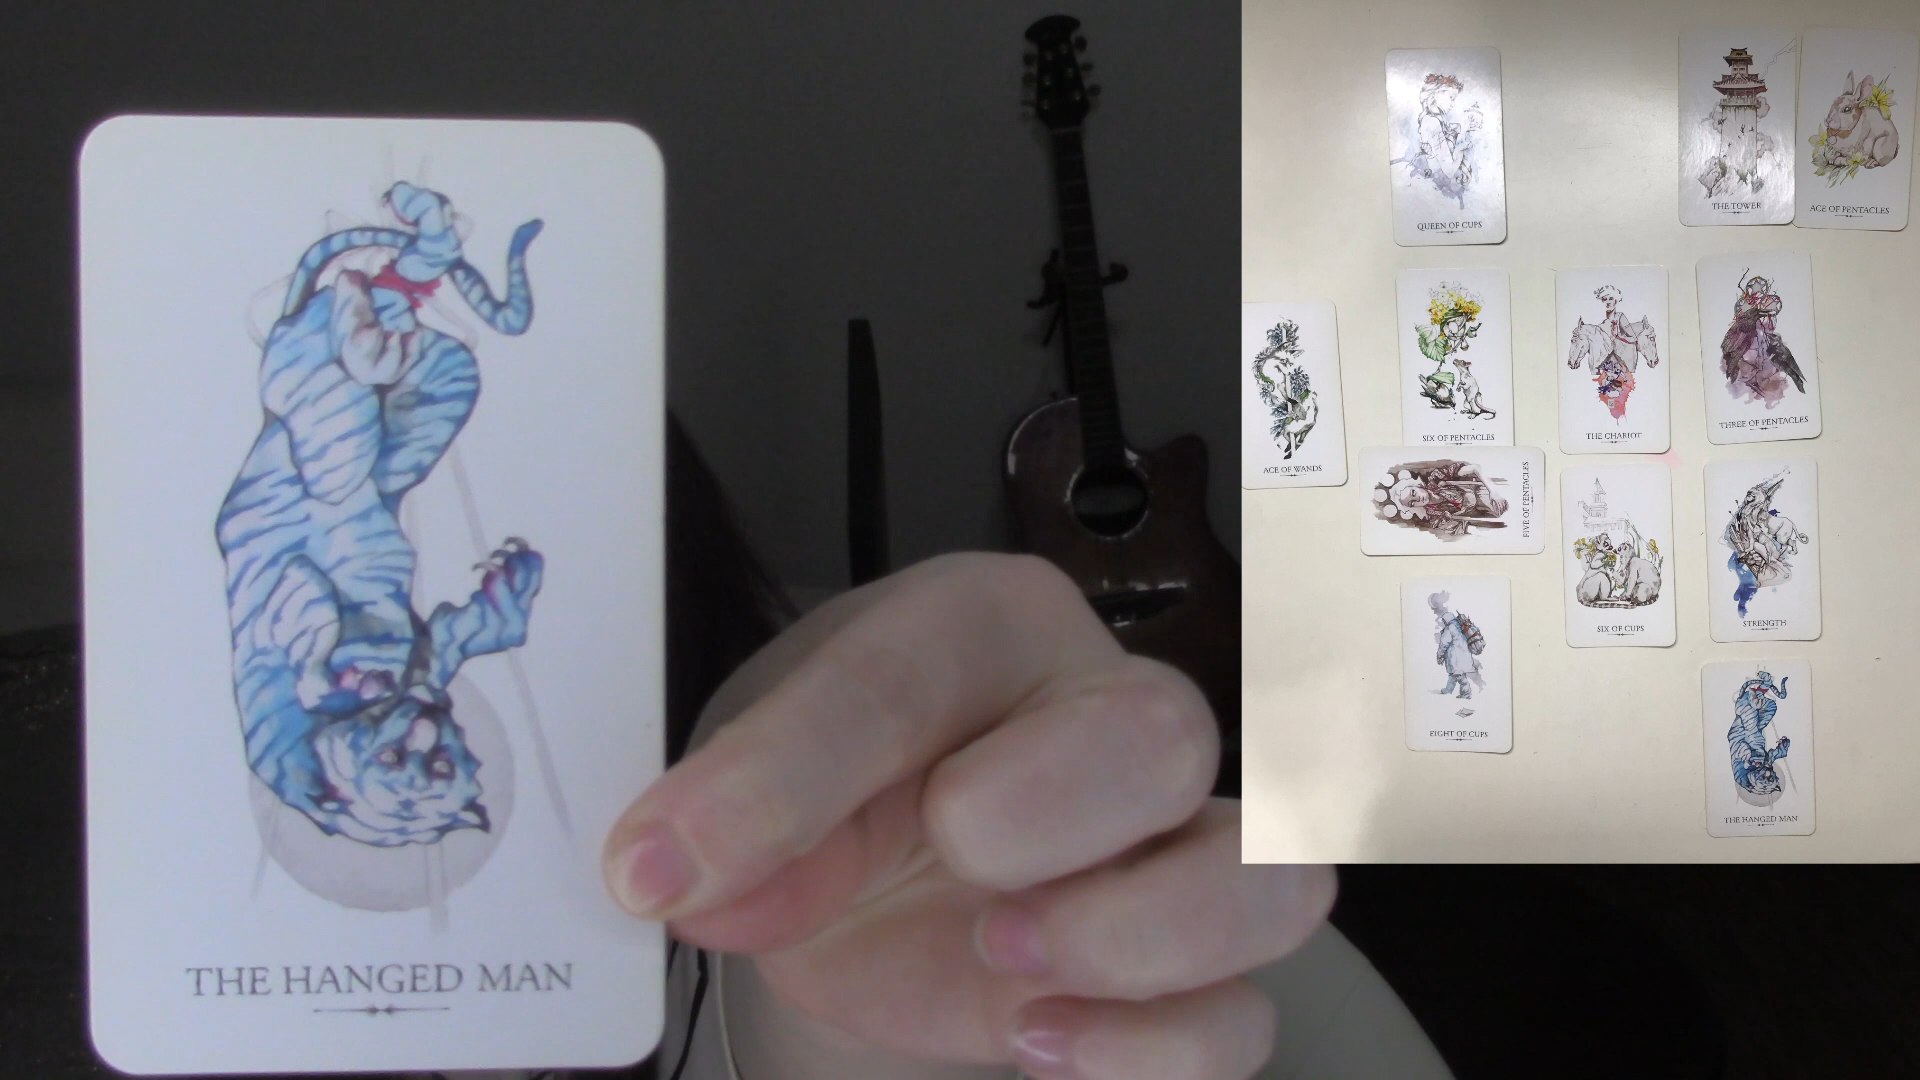 THE HANGED MAN
QUEEN OF CUPS
THE TOWER
ACE OF PENTACLES
ACE OF WANDS
SIX OF PENTACLES
THE CHARIOT
THREE OF PENTACLES
FIVE OF PENTACLES
SIX OF CUPS
STRENGTH
EIGHT OF CUPS
THE HANGED MAN